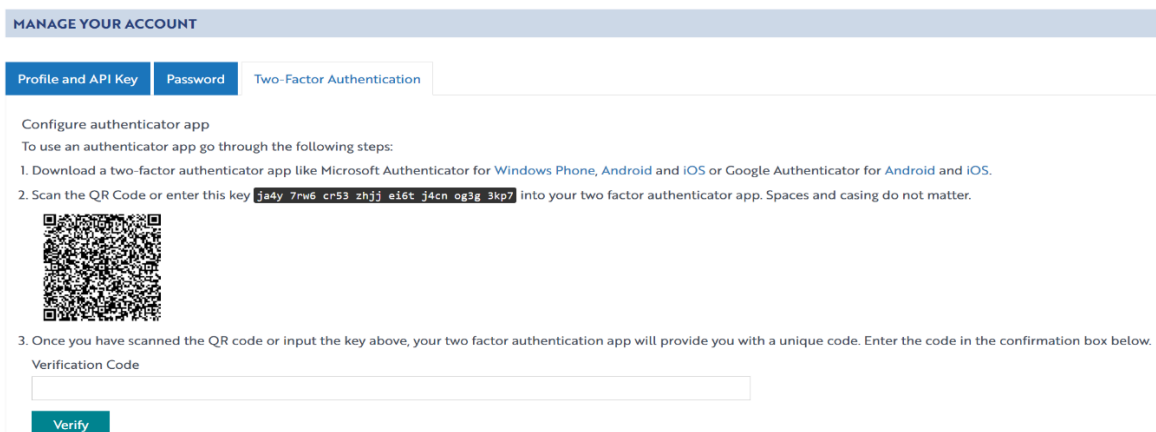 MANAGE YOUR ACCOUNT
Profile and API Key Password Two-Factor Authentication
Configure authenticator app
To use an authenticator app go through the following steps:
1. Download a two-factor authenticator app like Microsoft Authenticator for Windows Phone, Android and iOS or Google Authenticator for Android and iOS.
2. Scan the QR Code or enter this key ja4y 7rw6 cr53 zhjj ei6t j4cn og3g 3kp7 into your two factor authenticator app. Spaces and casing do not matter.
3. Once you have scanned the QR code or input the key above, your two factor authentication app will provide you with a unique code. Enter the code in the confirmation box below.
Verification Code
Verify